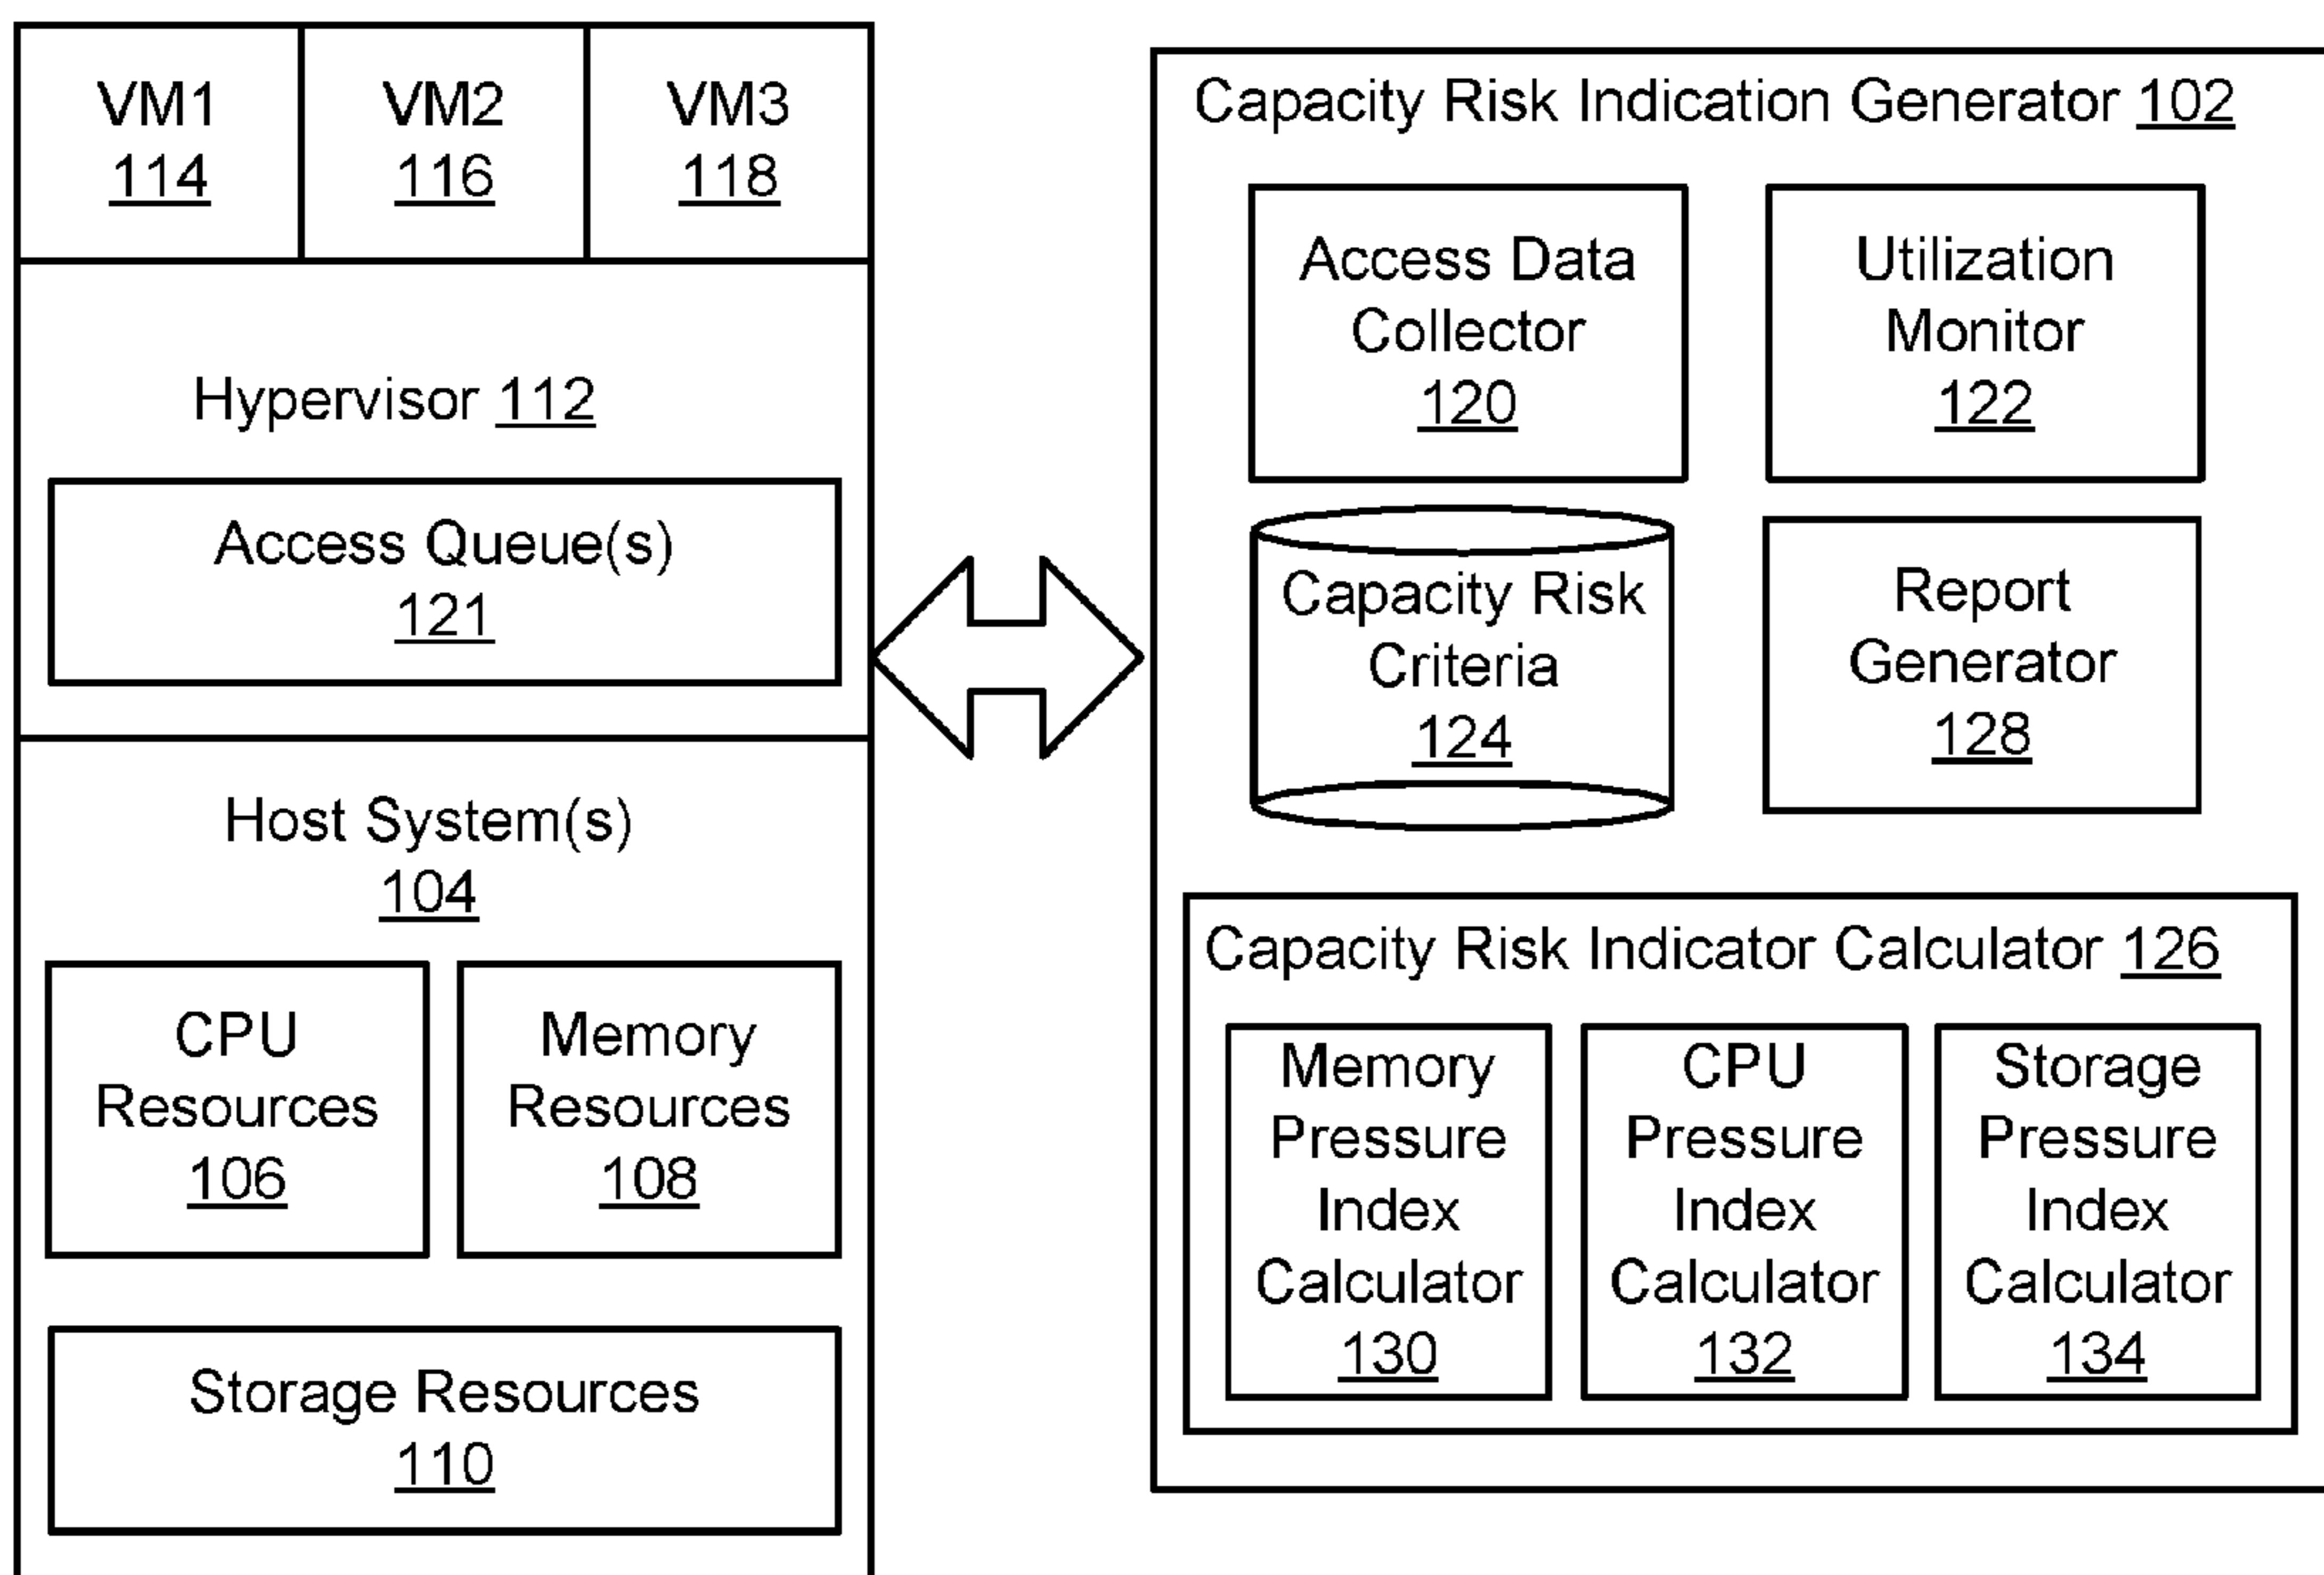 VM1
114
VM2
116
VM3
118
Hypervisor 112
Access Queue(s)
121
Host System(s)
104
CPU
Resources
106
Memory
Resources
108
Storage Resources
110
Capacity Risk Indication Generator 102
Access Data
Collector
120
Utilization
Monitor
122
Capacity Risk
Criteria
124
Report
Generator
128
Capacity Risk Indicator Calculator 126
Memory
Pressure
Index
Calculator
130
CPU
Pressure
Index
Calculator
132
Storage
Pressure
Index
Calculator
134